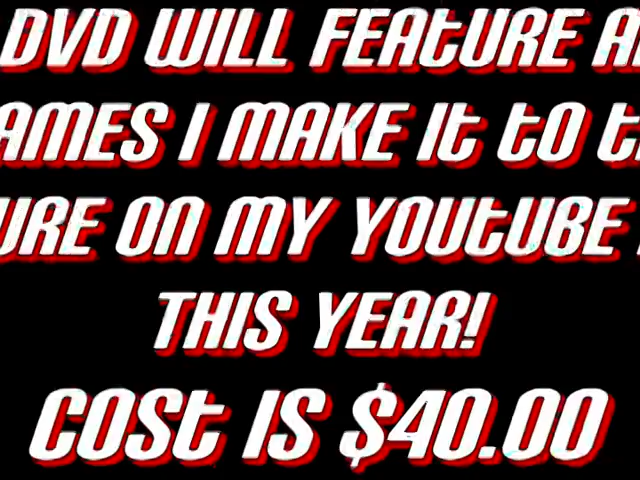 DVD WILL FEATURE A
AMES I MAKE It tO t
URE ON MY YOUtUBE
THIS YEAR!
COSt IS $40.00